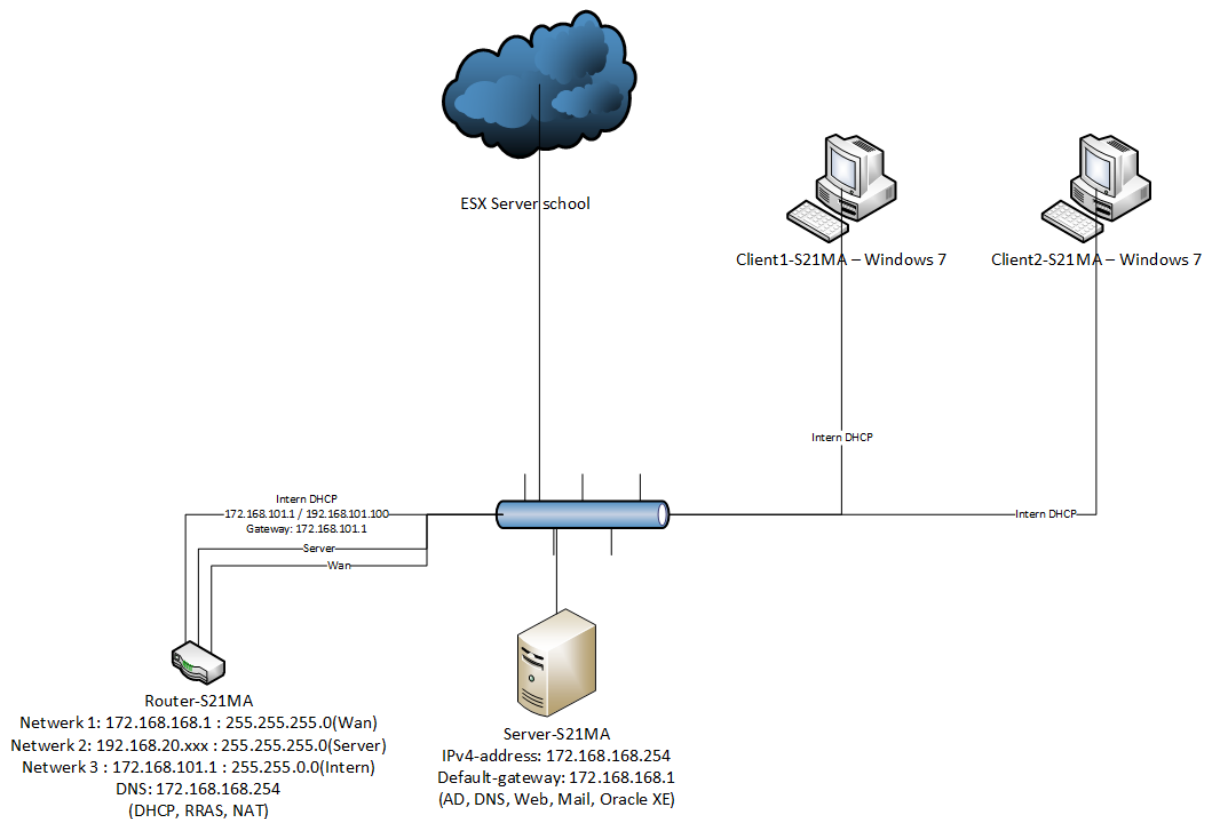 ESX Server school
Client1-S21MA – Windows 7
Client2-S21MA – Windows 7
Intern DHCP
Intern DHCP
Intern DHCP
172.168.101.1 / 192.168.101.100
Gateway: 172.168.101.1
Server
Wan
Router-S21MA
Netwerk 1: 172.168.168.1 : 255.255.255.0(Wan)
Netwerk 2: 192.168.20.xxx : 255.255.255.0(Server)
Netwerk 3 : 172.168.101.1 : 255.255.0.0(Intern)
DNS: 172.168.168.254
(DHCP, RRAS, NAT)
Server-S21MA
IPv4-address: 172.168.168.254
Default-gateway: 172.168.168.1
(AD, DNS, Web, Mail, Oracle XE)